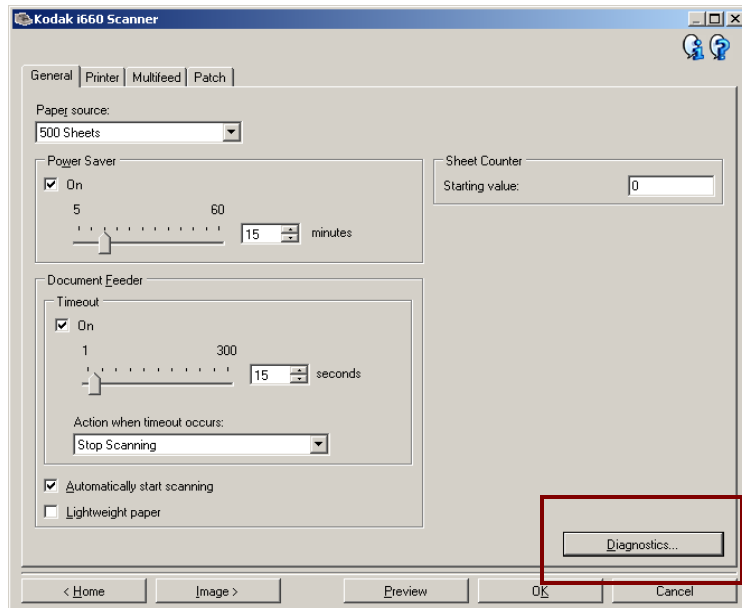 Kodak i660 Scanner
General Printer Multifeed Patch
Paper source:
500 Sheets
Power Saver
On
5 60
15 minutes
Sheet Counter
Starting value: 0
Document Feeder
Timeout
On
1 300
15 seconds
Action when timeout occurs:
Stop Scanning
Automatically start scanning
Lightweight paper
Diagnostics...
< Home Image > Preview OK Cancel